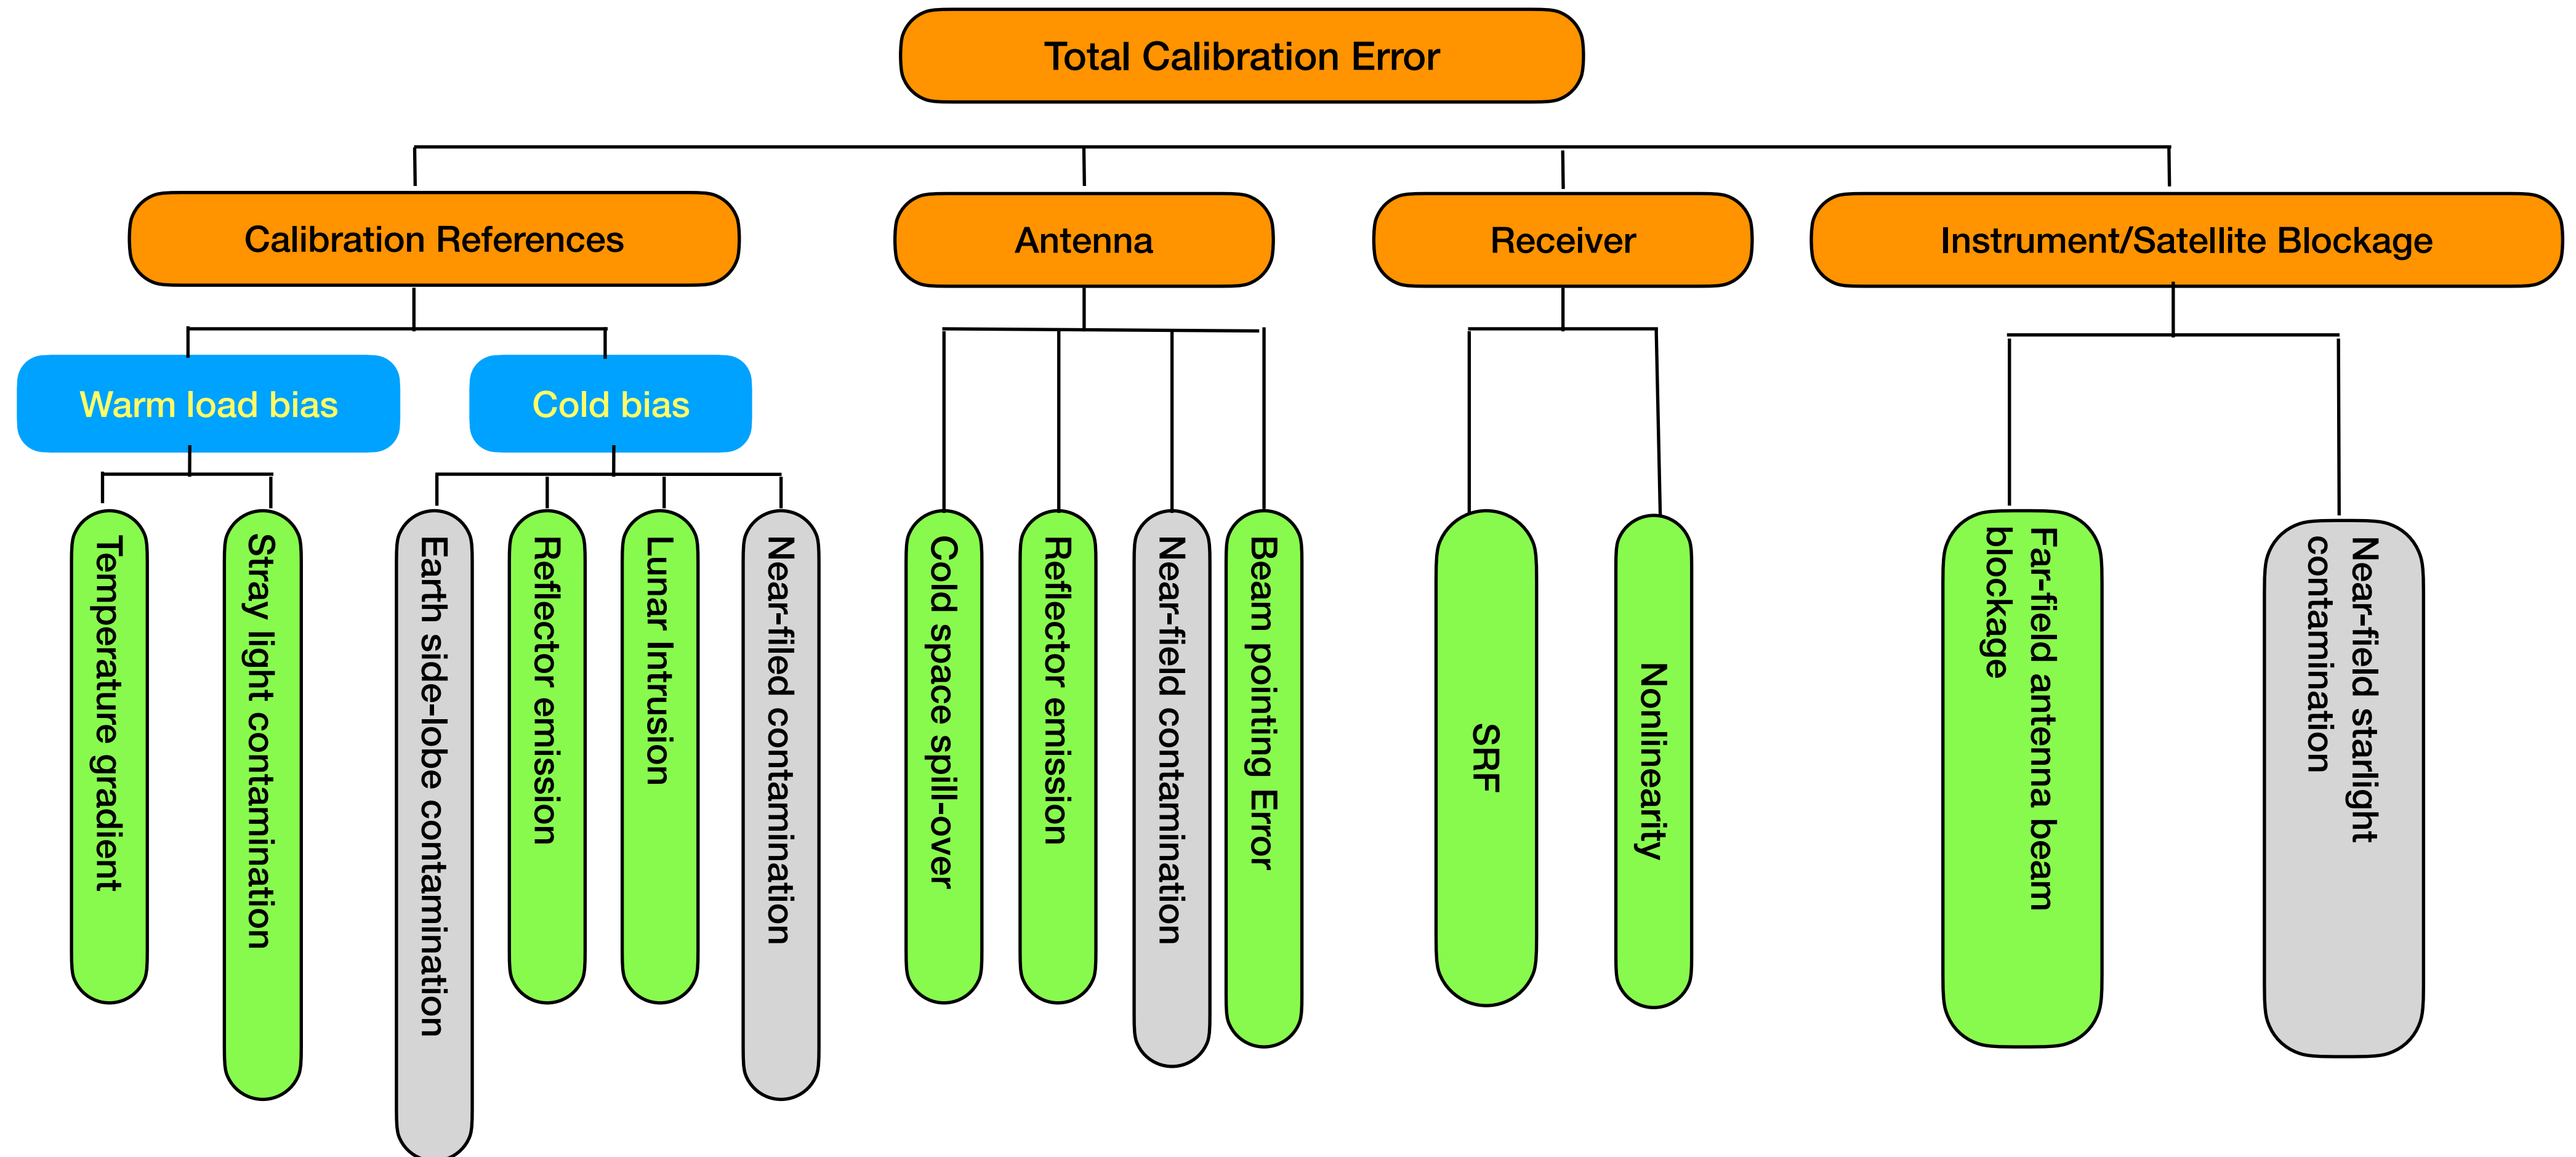 Total Calibration Error
Calibration References
Antenna
Receiver
Instrument/Satellite Blockage
Warm load bias
Cold bias
Temperature gradient
Stray light contamination
Earth side-lobe contamination
Reflector emission
Lunar Intrusion
Near-filed contamination
Cold space spill-over
Reflector emission
Near-field contamination
Beam pointing Error
SRF
Nonlinearity
Far-field antenna beam
blockage
Near-field starlight
contamination